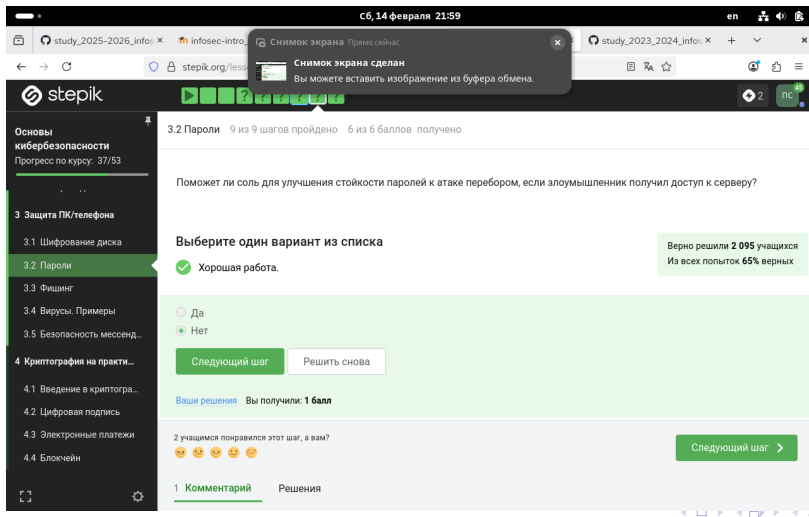 Сб, 14 февраля 21:59
en
study_2025-2026_infos
infosec-intro_
study_2023_2024_infos
Снимок экрана Прямо сейчас
Снимок экрана сделан
Вы можете вставить изображение из буфера обмена.
stepik.org/less
stepik
2
ПС
45
Основы
кибербезопасности
Прогресс по курсу: 37/53
3 Защита ПК/телефона
3.1 Шифрование диска
3.2 Пароли
3.3 Фишинг
3.4 Вирусы. Примеры
3.5 Безопасность мессенд...
4 Криптография на практи...
4.1 Введение в криптогра...
4.2 Цифровая подпись
4.3 Электронные платежи
4.4 Блокчейн
3.2 Пароли 9 из 9 шагов пройдено 6 из 6 баллов получено
Поможет ли соль для улучшения стойкости паролей к атаке перебором, если злоумышленник получил доступ к серверу?
Выберите один вариант из списка
Хорошая работа.
Верно решили 2 095 учащихся
Из всех попыток 65% верных
Да
Нет
Следующий шаг
Решить снова
Ваши решения Вы получили: 1 балл
2 учащимся понравился этот шаг, а вам?
Следующий шаг
1 Комментарий
Решения